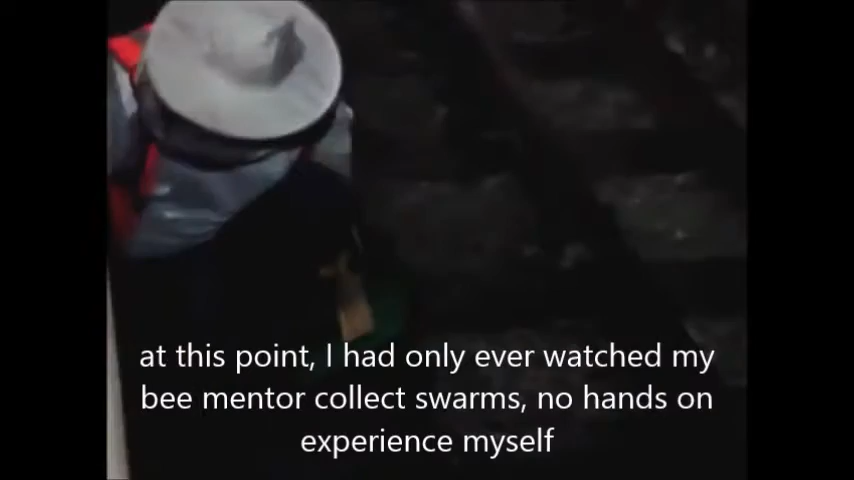 at this point, I had only ever watched my
bee mentor collect swarms, no hands on
experience myself